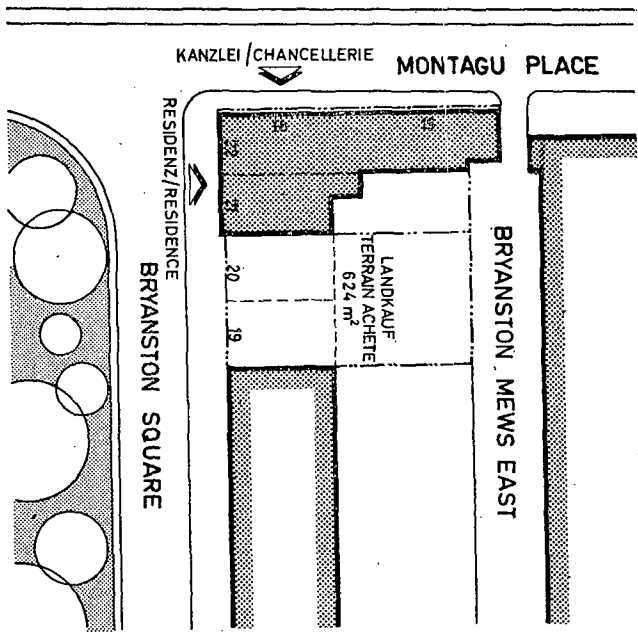 KANZLEI/CHANCELLERIE
MONTAGU PLACE
RESIDENZ/RESIDENCE
16
15
22
21
20
19
LANDKAUF
TERRAIN ACHETE
624 m²
BRYANSTON SQUARE
BRYANSTON MEWS EAST